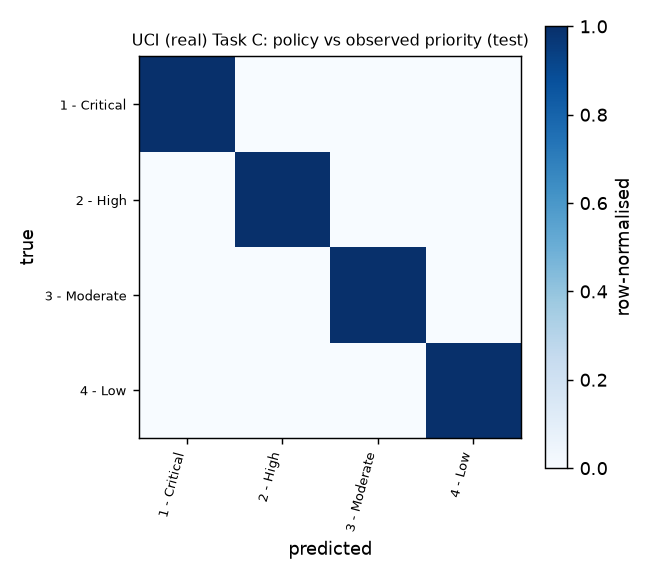 UCI (real) Task C: policy vs observed priority (test)
1 - Critical
2 - High
3 - Moderate
4 - Low
true
1 - Critical
2 - High
3 - Moderate
4 - Low
predicted
1.0
0.8
0.6
0.4
0.2
0.0
row-normalised